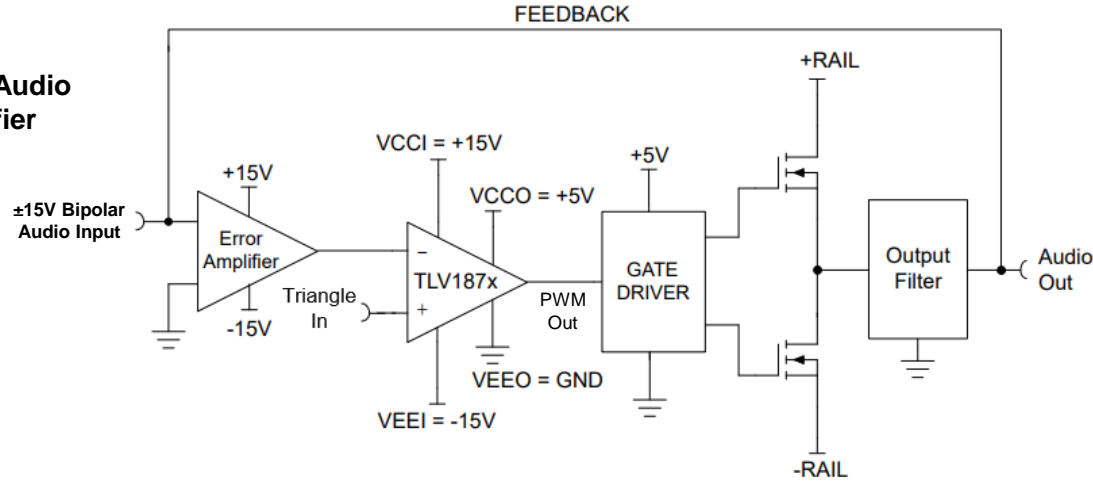 FEEDBACK
Audio
+RAIL
VCCI = +15V
+5V
+15V
VCCO = +5V
±15V Bipolar
Audio Input
Error
Amplifier
−
TLV187x
+
Triangle
In
-15V
PWM
Out
GATE
DRIVER
Output
Filter
Audio
Out
VEEO = GND
VEEI = -15V
-RAIL